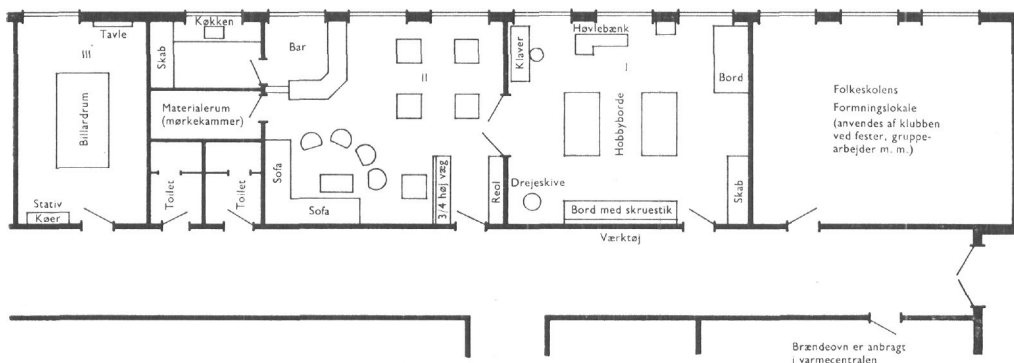 Tavle
III
Billardrum
Stativ
Køer
Køkken
Skab
Materialerum
(mørkekammer)
Toilet
Toilet
Bar
II
Sofa
Sofa
3/4 høj væg
Reol
Klaver
Høvlebænk
I
Bord
Hobbyborde
Drejeskive
Bord med skruestik
Værktøj
Skab
Folkeskolens
Formningslokale
(anvendes af klubben
ved fester, gruppe-
arbejder m. m.)
Brændeovn er anbragt
i varmecentralen